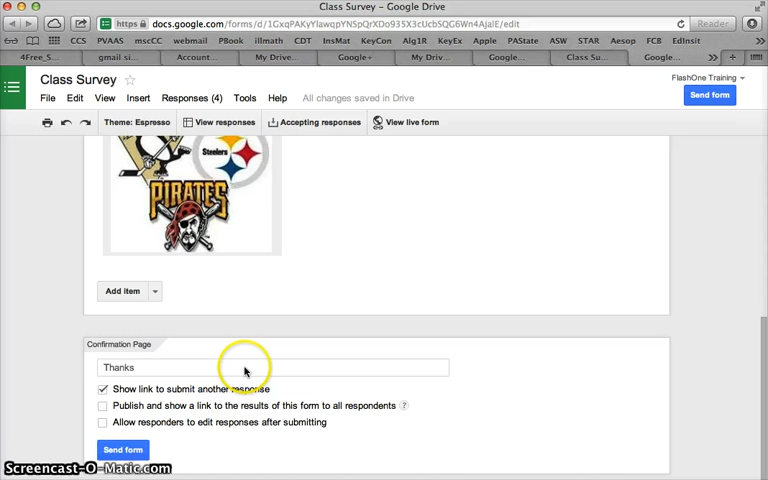 Class Survey - Google Drive
https docs.google.com/forms/d/1GxqPAKyYlawqpYNSpQrXDo935X3cUcbSQG6Wn4AJalE/edit
Reader
CCS PVAAS mscCC webmail PBook illmath CDT InsMat KeyCon Alg1R KeyEx Apple PAState ASW STAR Aesop FCB EdInsit
4Free_S... gmail si... Account... My Drive... Google+ My Driv... Google... Class Su... Google...
Class Survey
FlashOne Training
File Edit View Insert Responses (4) Tools Help All changes saved in Drive
Send form
Theme: Espresso View responses Accepting responses View live form
Steelers
PIRATES
Add item
Confirmation Page
Thanks
Show link to submit another response
Publish and show a link to the results of this form to all respondents ?
Allow responders to edit responses after submitting
Send form
Screencast-O-Matic.com